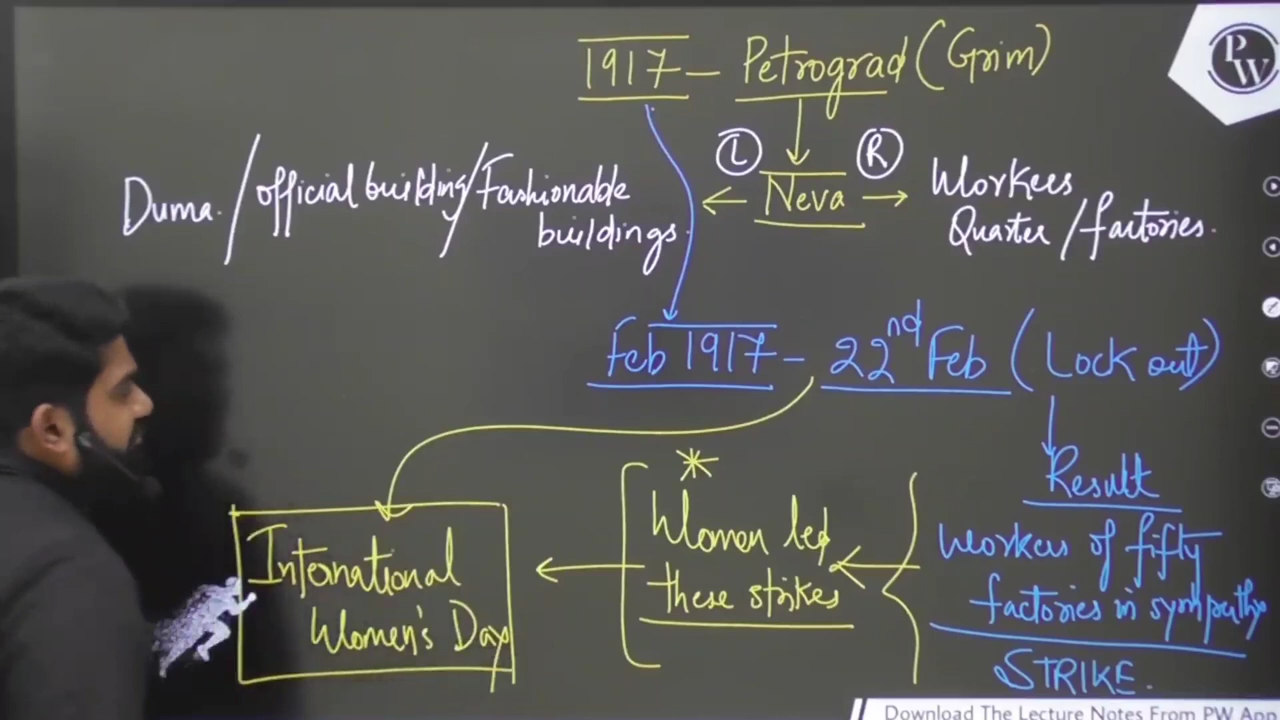 1917 – Petrograd (Grim)
PW
L
R
Duma. / official building / Fashionable
buildings.
Neva
Workers
Quarter / factories.
Feb 1917 – 22nd Feb (Lock out)
Result
Workers of fifty
factories in sympathy
STRIKE.
*
Women led
these strikes
International
Women's Day
Download The Lecture Notes From PW App